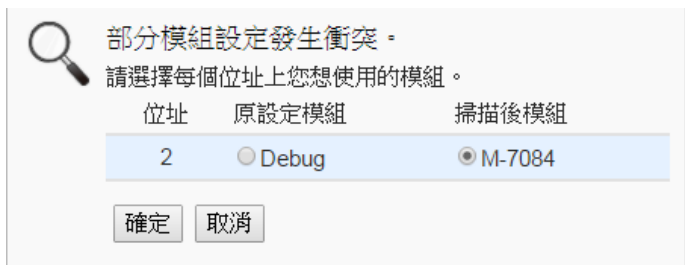 部分模組設定發生衝突。
請選擇每個位址上您想使用的模組。
位址 原設定模組 掃描後模組
2 Debug M-7084
確定 取消